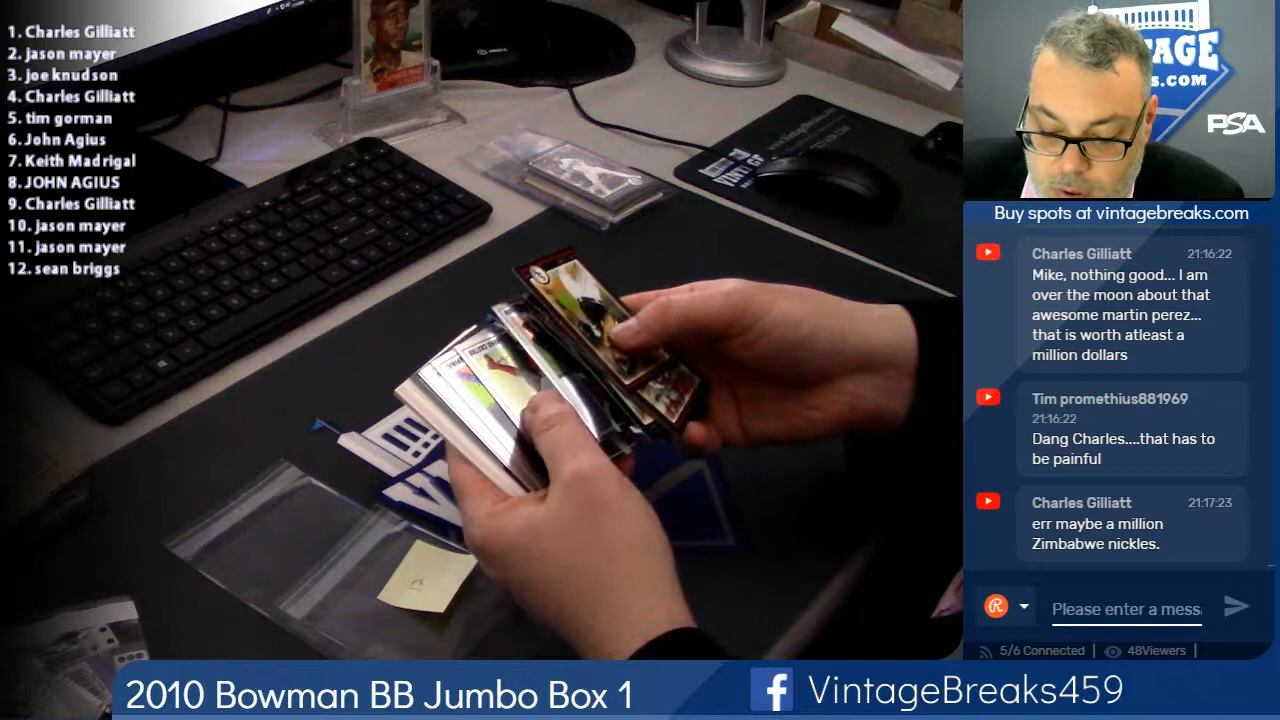 1. Charles Gilliatt
2. jason mayer
3. joe knudson
4. Charles Gilliatt
5. tim gorman
6. John Agius
7. Keith Madrigal
8. JOHN AGIUS
9. Charles Gilliatt
10. jason mayer
11. jason mayer
12. sean briggs
TAGE
S.COM
PSA
Buy spots at vintagebreaks.com
Charles Gilliatt 21:16:22
Mike, nothing good... I am
over the moon about that
awesome martin perez...
that is worth atleast a
million dollars
Tim promethius881969
21:16:22
Dang Charles....that has to
be painful
Charles Gilliatt 21:17:23
err maybe a million
Zimbabwe nickles.
Please enter a messa
5/6 Connected | 48Viewers |
2010 Bowman BB Jumbo Box 1
VintageBreaks459